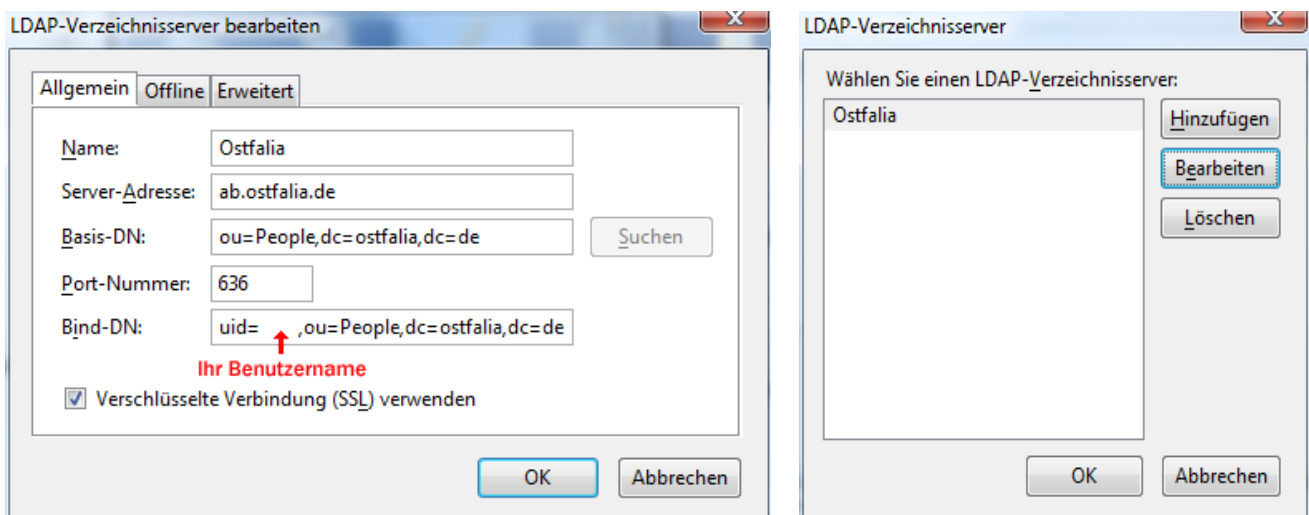 LDAP-Verzeichnisserver bearbeiten
Allgemein Offline Erweitert
Name: Ostfalia
Server-Adresse: ab.ostfalia.de
Basis-DN: ou=People,dc=ostfalia,dc=de Suchen
Port-Nummer: 636
Bind-DN: uid= ,ou=People,dc=ostfalia,dc=de
Ihr Benutzername
Verschlüsselte Verbindung (SSL) verwenden
OK Abbrechen
LDAP-Verzeichnisserver
Wählen Sie einen LDAP-Verzeichnisserver:
Ostfalia
Hinzufügen
Bearbeiten
Löschen
OK Abbrechen